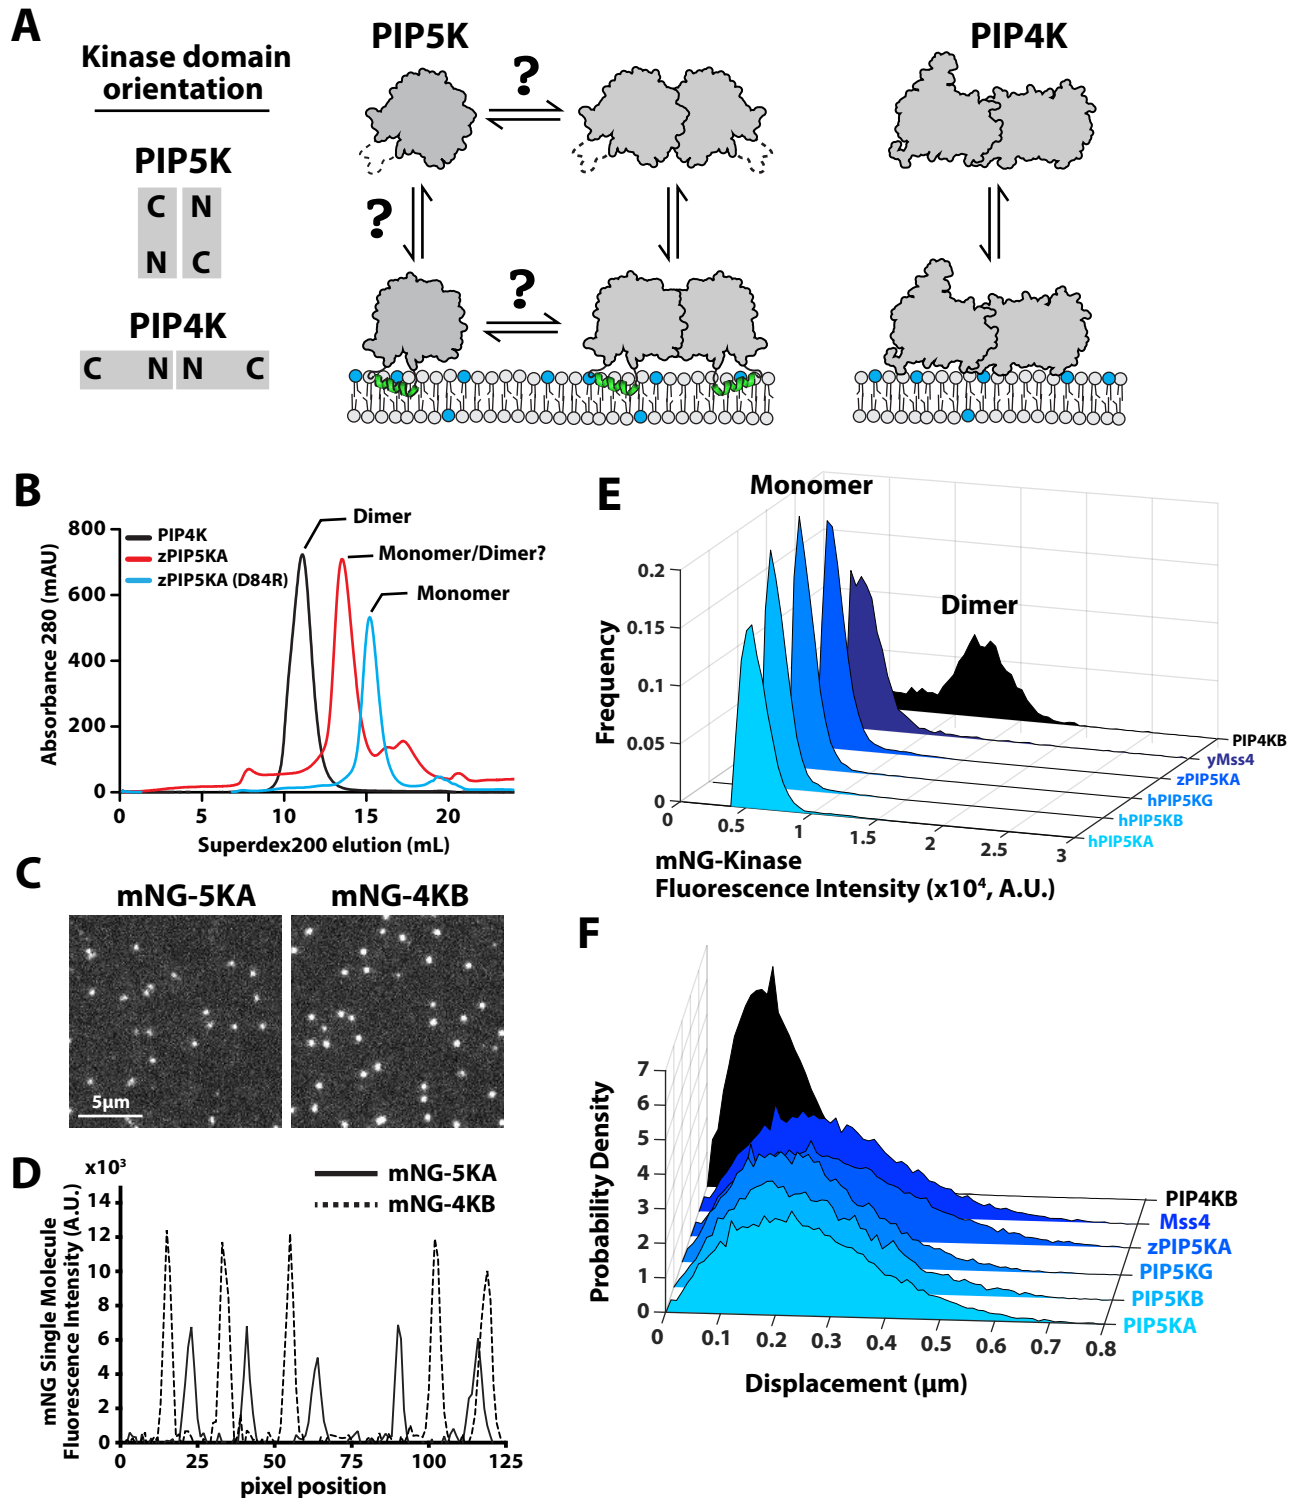 A
Kinase domain
orientation
PIP5K
C N
N C
PIP4K
C N N C
PIP5K
?
?
?
PIP4K
B
Absorbance 280 (mAU)
800
600
400
200
0
0 5 10 15 20
Superdex200 elution (mL)
PIP4K
zPIP5KA
zPIP5KA (D84R)
Dimer
Monomer/Dimer?
Monomer
C
mNG-5KA mNG-4KB
5μm
D
x10³
mNG Single Molecule
Fluorescence Intensity (A.U.)
14
12
10
8
6
4
2
0
0 25 50 75 100 125
pixel position
mNG-5KA
mNG-4KB
E
Monomer
Dimer
Frequency
0.2
0.15
0.1
0.05
0
0 0.5 1 1.5 2 2.5 3
mNG-Kinase
Fluorescence Intensity (x10⁴, A.U.)
PIP4KB
yMss4
zPIP5KA
hPIP5KG
hPIP5KB
hPIP5KA
F
Probability Density
7
6
5
4
3
2
1
0
0 0.1 0.2 0.3 0.4 0.5 0.6 0.7 0.8
Displacement (μm)
PIP4KB
Mss4
zPIP5KA
PIP5KG
PIP5KB
PIP5KA